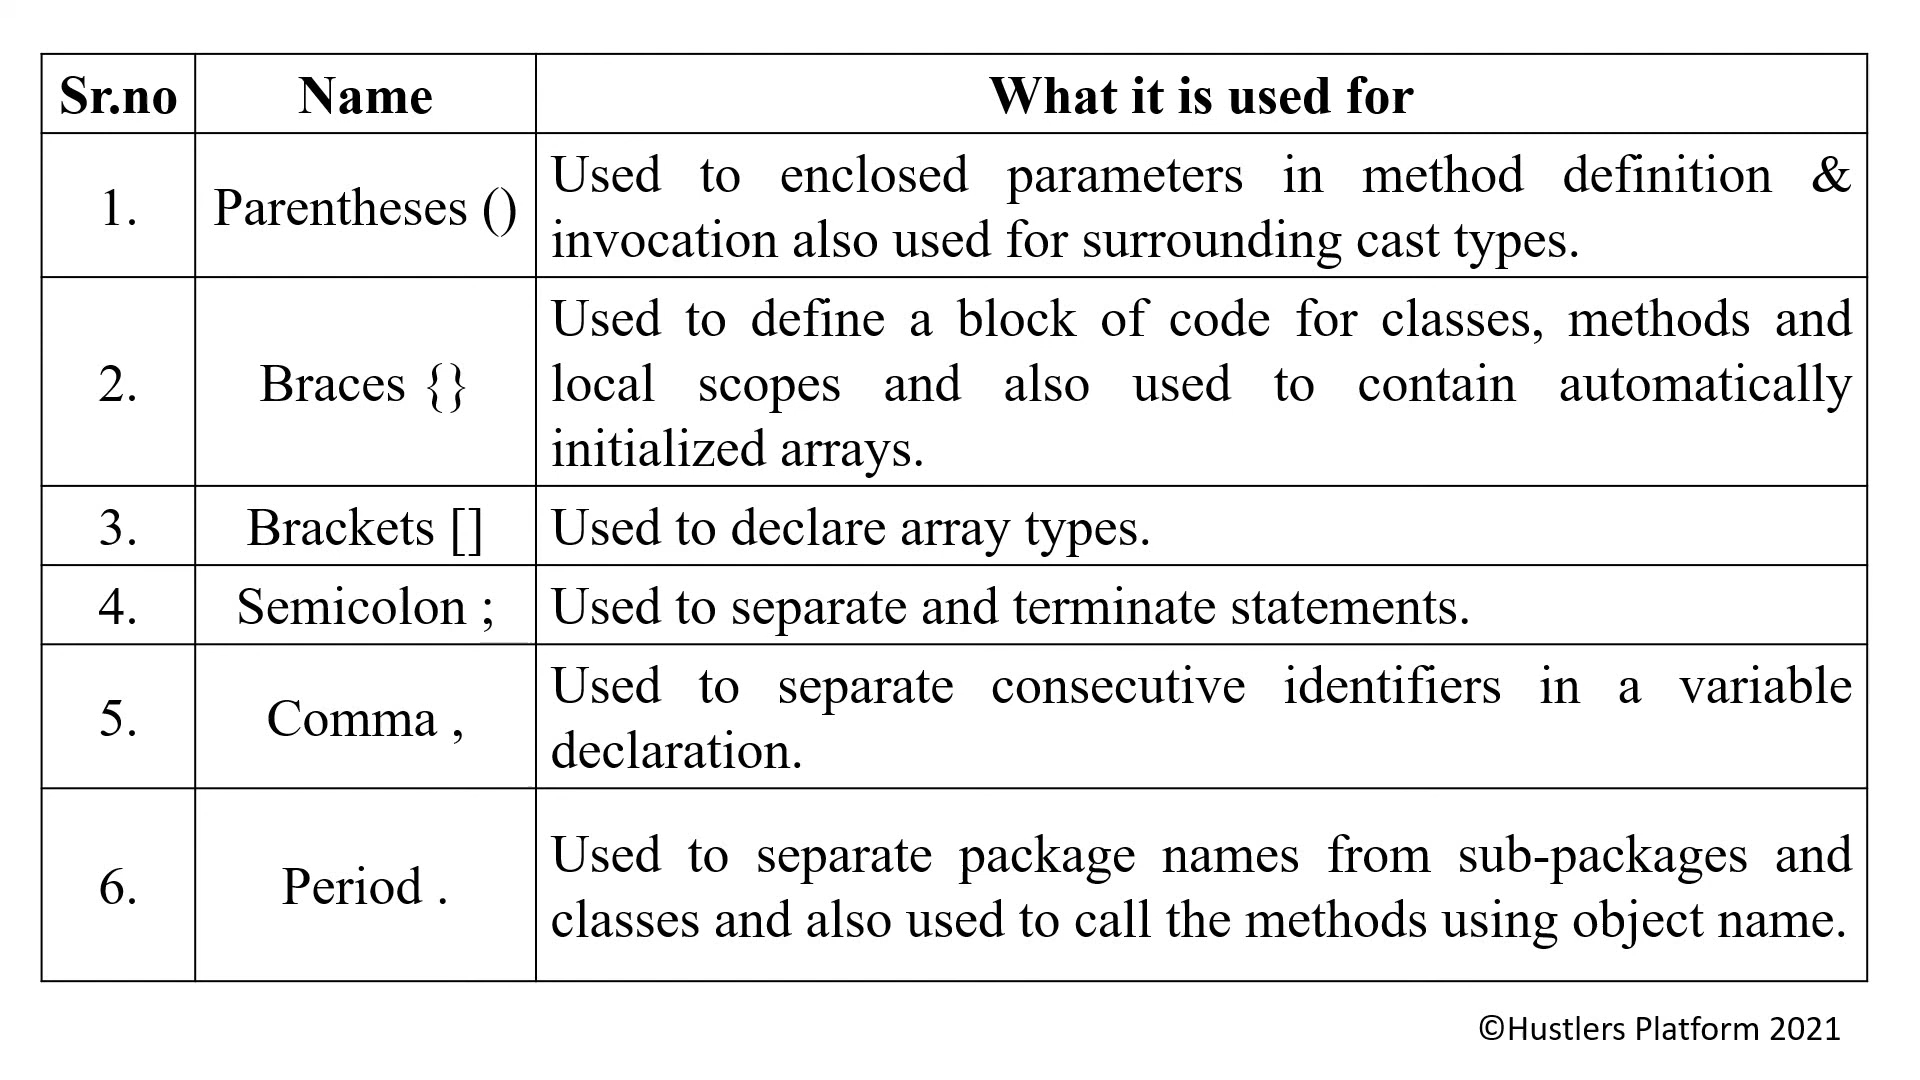 Sr.no Name What it is used for
1. Parentheses () Used to enclosed parameters in method definition &
invocation also used for surrounding cast types.
2. Braces {} Used to define a block of code for classes, methods and
local scopes and also used to contain automatically
initialized arrays.
3. Brackets [] Used to declare array types.
4. Semicolon ; Used to separate and terminate statements.
5. Comma , Used to separate consecutive identifiers in a variable
declaration.
6. Period . Used to separate package names from sub-packages and
classes and also used to call the methods using object name.
©Hustlers Platform 2021